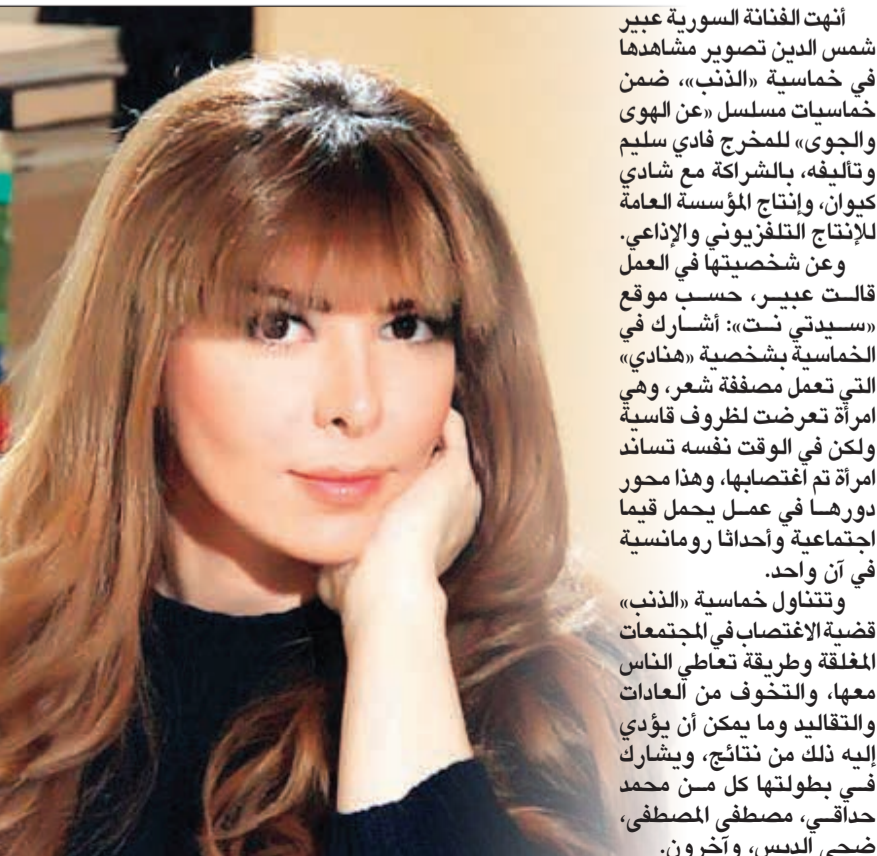 أنهت الفنانة السورية عبير
شمس الدين تصوير مشاهدها
في خماسية «الذنب»، ضمن
خماسيات مسلسل «عن الهوى
والجوى» للمخرج فادي سليم
وتأليفه، بالشراكة مع شادي
كيوان، وإنتاج المؤسسة العامة
للإنتاج التلفزيوني والإذاعي.
وعن شخصيتها في العمل
قالت عبير، حسب موقع
«سيدتي نت»: أشارك في
الخماسية بشخصية «هنادي»
التي تعمل مصففة شعر، وهي
امرأة تعرضت لظروف قاسية
ولكن في الوقت نفسه تساند
امرأة تم اغتصابها، وهذا محور
دورها في عمل يحمل قيما
اجتماعية وأحداثا رومانسية
في آن واحد.
وتتناول خماسية «الذنب»
قضية الاغتصاب في المجتمعات
المغلقة وطريقة تعاطي الناس
معها، والتخوف من العادات
والتقاليد وما يمكن أن يؤدي
إليه ذلك من نتائج، ويشارك
في بطولتها كل من محمد
حداقي، مصطفى المصطفى،
ضحى الدبس، وآخرون.